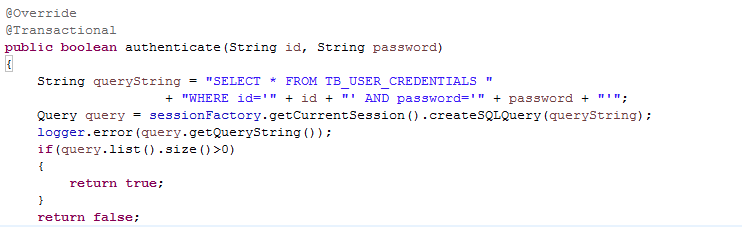 @Override
@Transactional
public boolean authenticate(String id, String password)
{
    String queryString = "SELECT * FROM TB_USER_CREDENTIALS "
                    + "WHERE id='" + id + "' AND password='" + password + "'";
    Query query = sessionFactory.getCurrentSession().createSQLQuery(queryString);
    logger.error(query.getQueryString());
    if(query.list().size()>0)
    {
        return true;
    }
    return false;